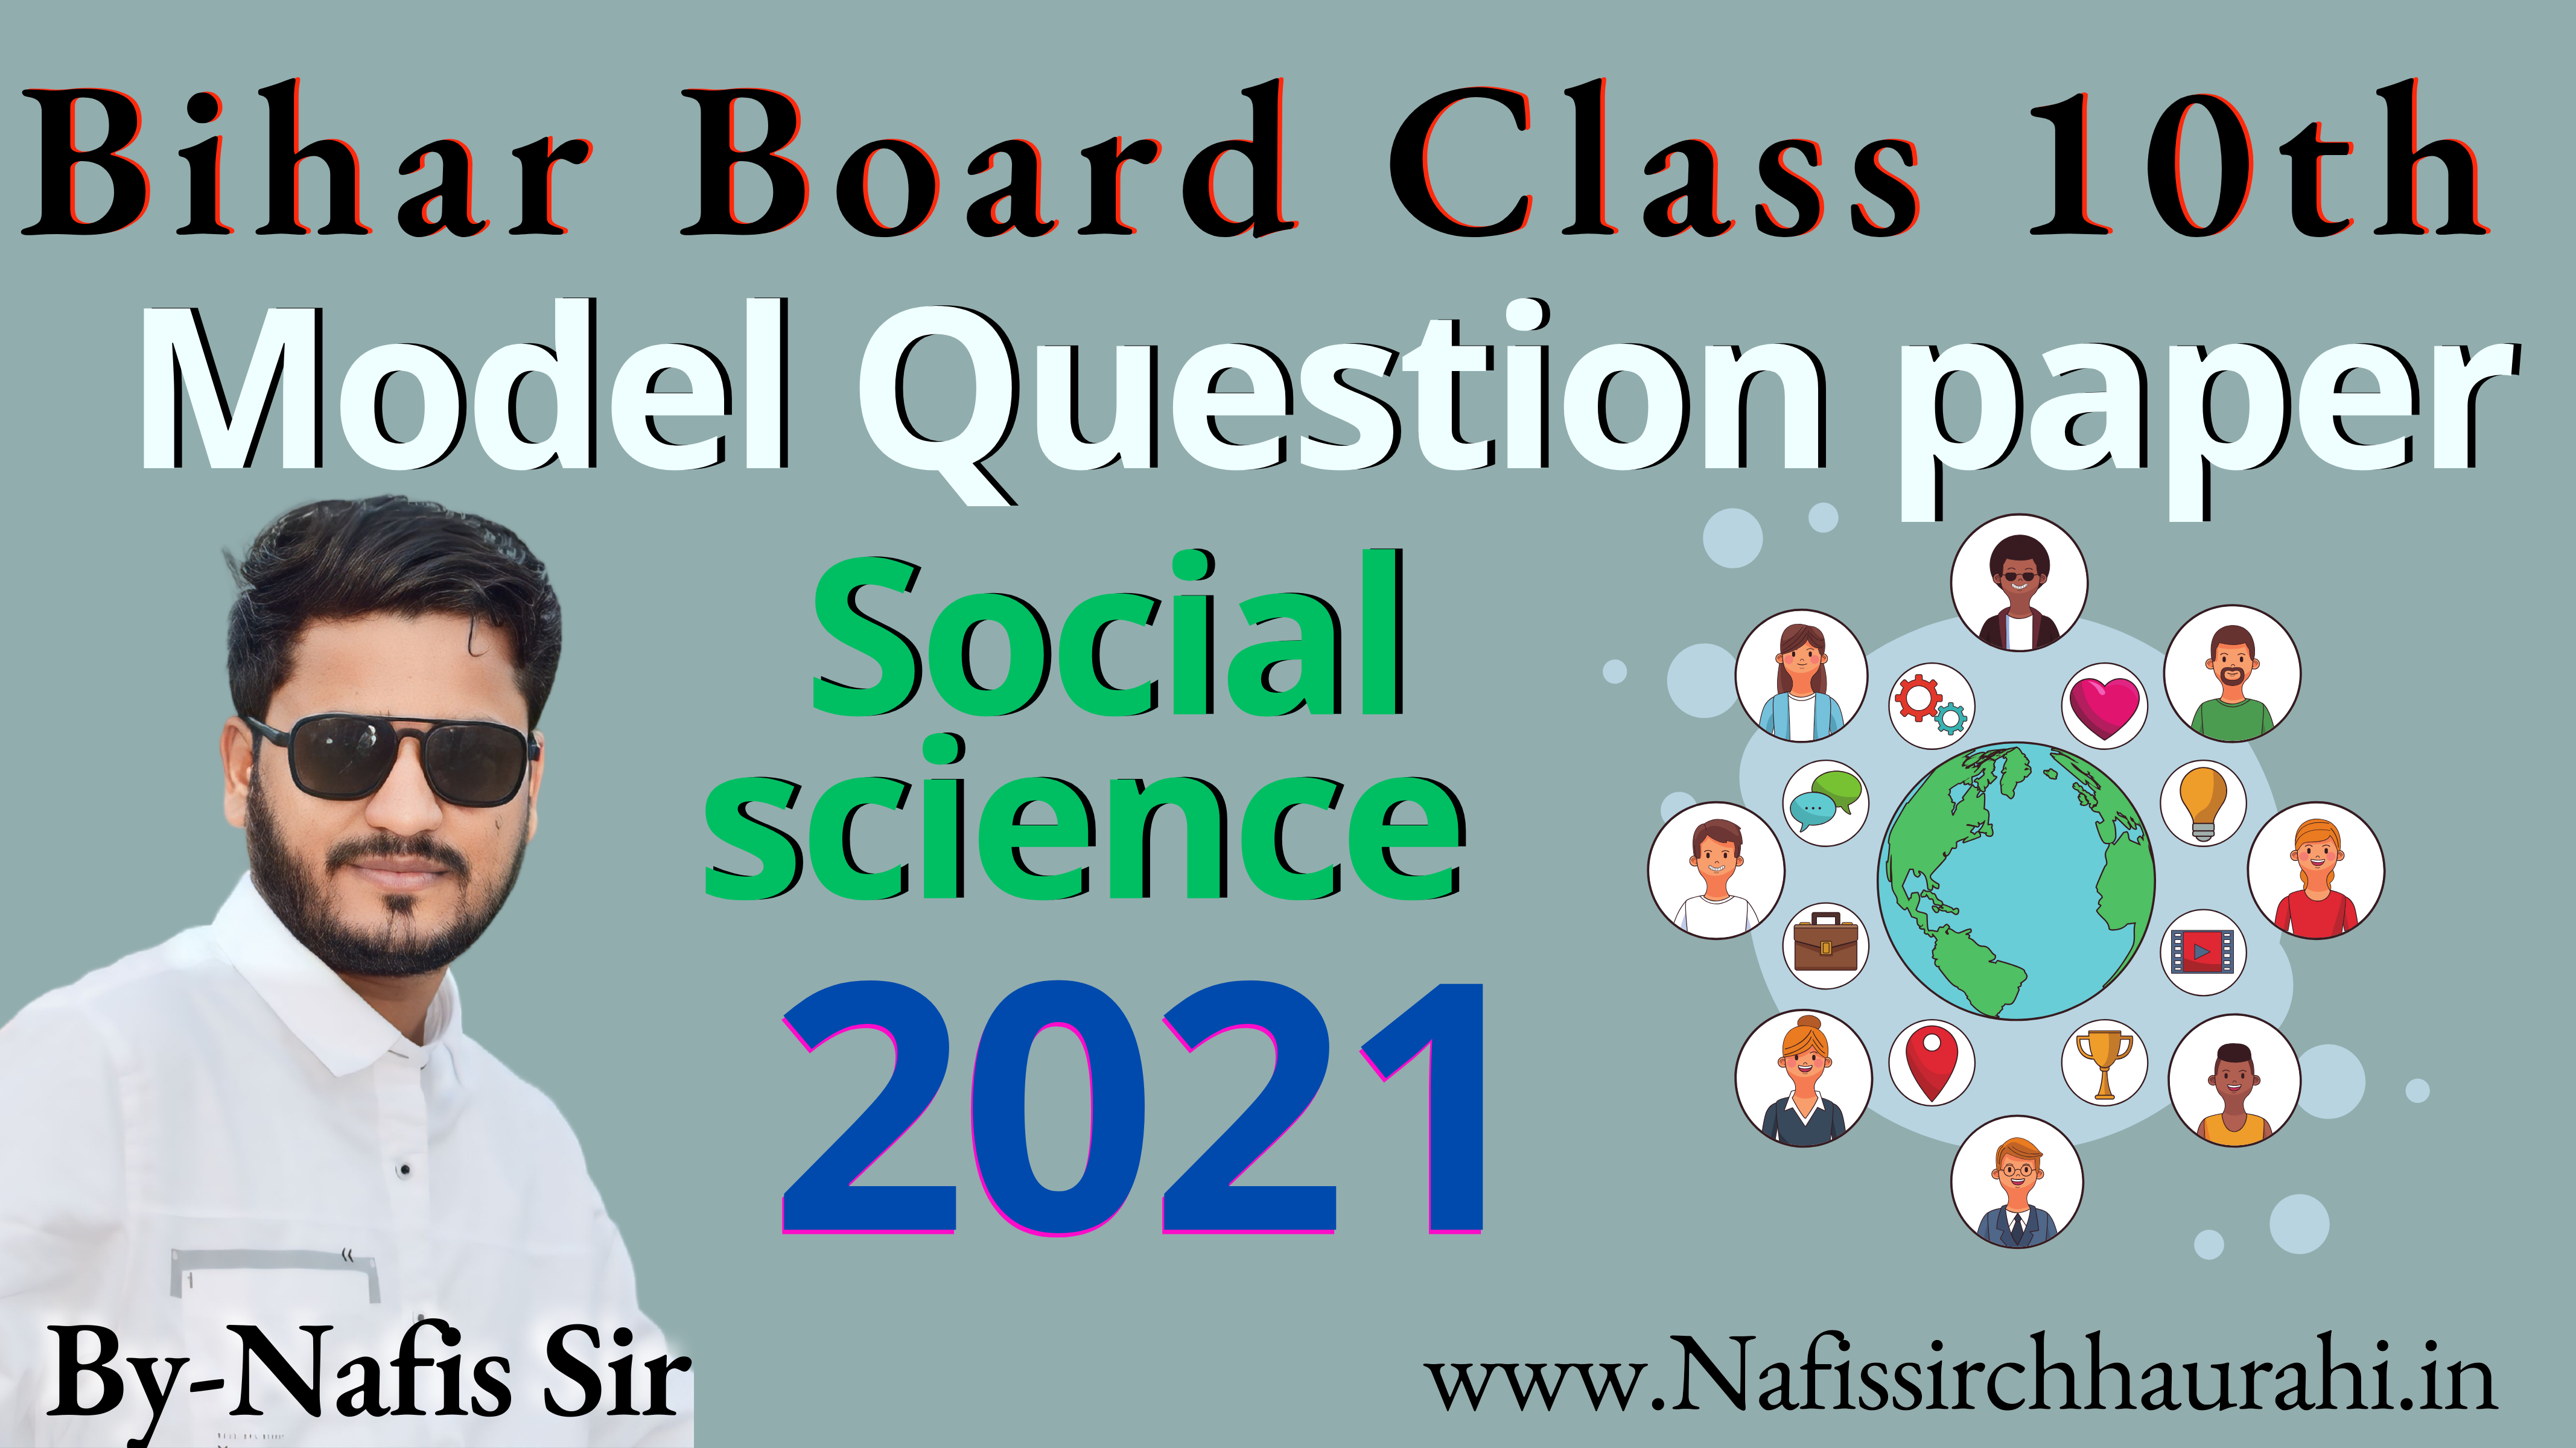 Bihar Board Class 10th
Model Question paper
Social
science
2021
By-Nafis Sir
www.Nafissirchhaurahi.in